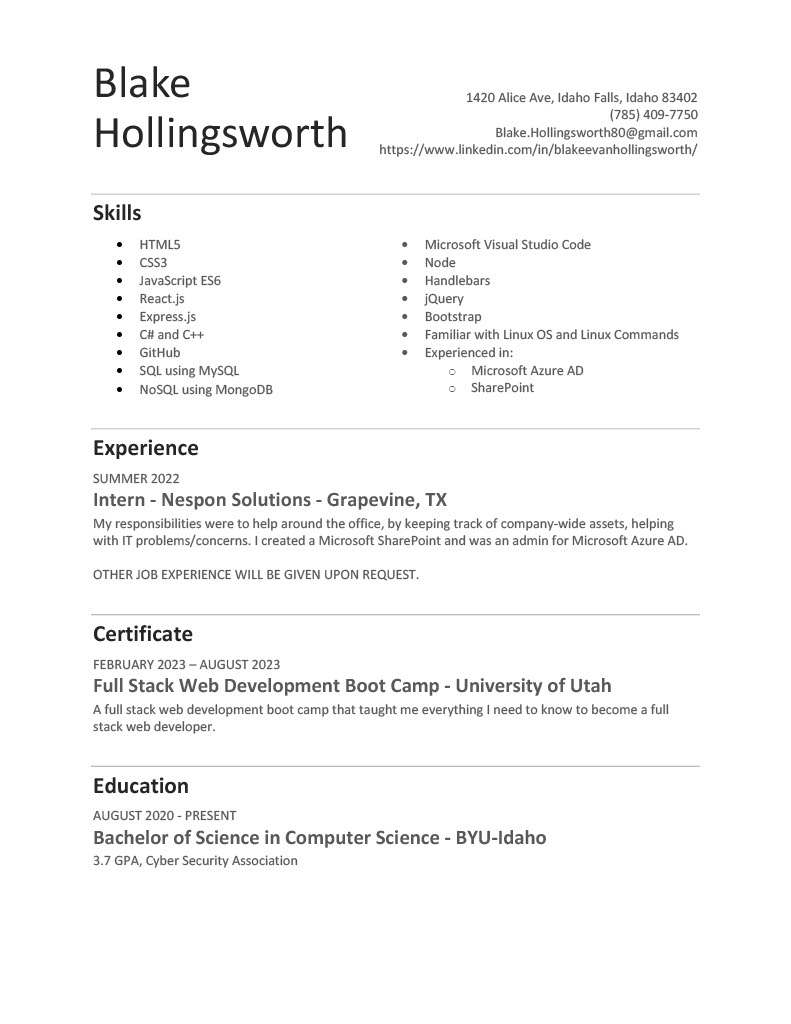 Blake
Hollingsworth
1420 Alice Ave, Idaho Falls, Idaho 83402
(785) 409-7750
Blake.Hollingsworth80@gmail.com
https://www.linkedin.com/in/blakeevanhollingsworth/
Skills
• HTML5
• CSS3
• JavaScript ES6
• React.js
• Express.js
• C# and C++
• GitHub
• SQL using MySQL
• NoSQL using MongoDB
• Microsoft Visual Studio Code
• Node
• Handlebars
• jQuery
• Bootstrap
• Familiar with Linux OS and Linux Commands
• Experienced in:
○ Microsoft Azure AD
○ SharePoint
Experience
SUMMER 2022
Intern - Nespon Solutions - Grapevine, TX
My responsibilities were to help around the office, by keeping track of company-wide assets, helping
with IT problems/concerns. I created a Microsoft SharePoint and was an admin for Microsoft Azure AD.
OTHER JOB EXPERIENCE WILL BE GIVEN UPON REQUEST.
Certificate
FEBRUARY 2023 – AUGUST 2023
Full Stack Web Development Boot Camp - University of Utah
A full stack web development boot camp that taught me everything I need to know to become a full
stack web developer.
Education
AUGUST 2020 - PRESENT
Bachelor of Science in Computer Science - BYU-Idaho
3.7 GPA, Cyber Security Association